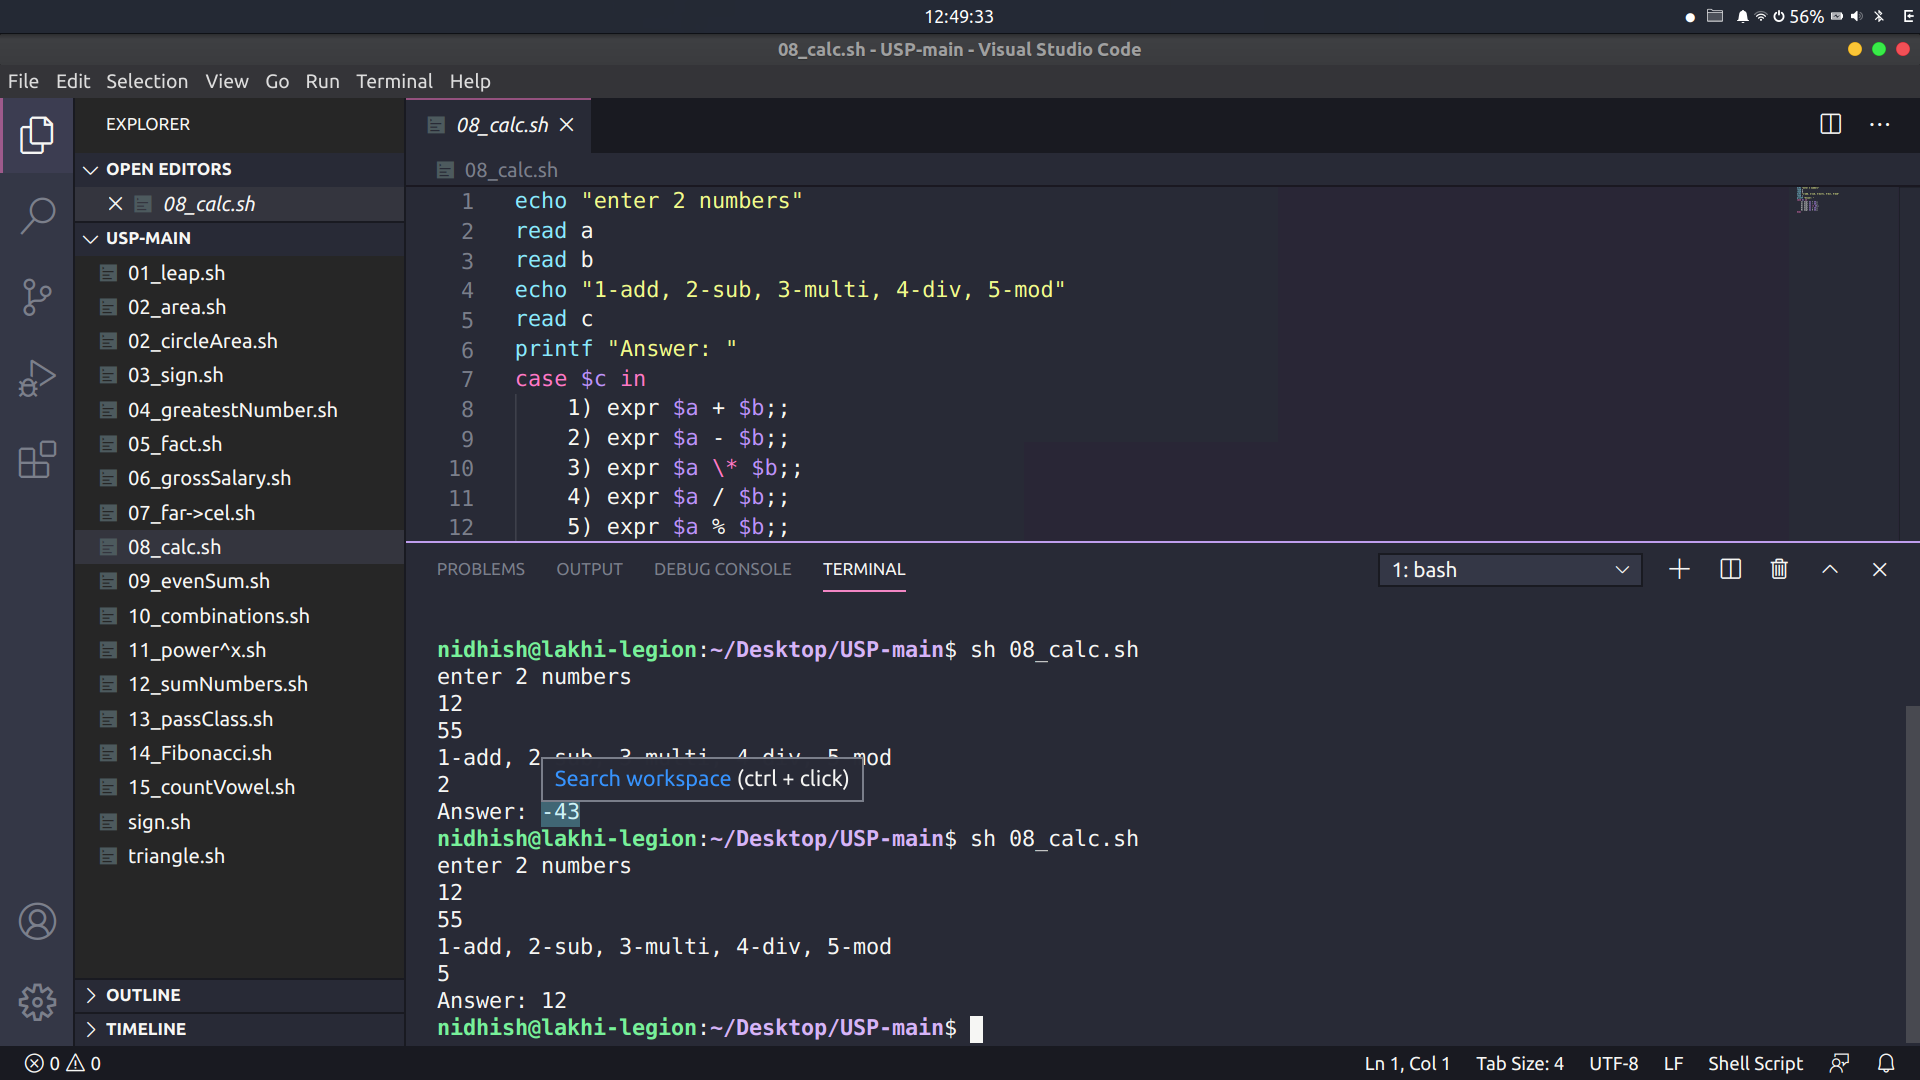 12:49:33
56%
08_calc.sh - USP-main - Visual Studio Code
File Edit Selection View Go Run Terminal Help
EXPLORER
OPEN EDITORS
08_calc.sh
USP-MAIN
01_leap.sh
02_area.sh
02_circleArea.sh
03_sign.sh
04_greatestNumber.sh
05_fact.sh
06_grossSalary.sh
07_far->cel.sh
08_calc.sh
09_evenSum.sh
10_combinations.sh
11_power^x.sh
12_sumNumbers.sh
13_passClass.sh
14_Fibonacci.sh
15_countVowel.sh
sign.sh
triangle.sh
OUTLINE
TIMELINE
08_calc.sh
08_calc.sh
1 echo "enter 2 numbers"
2 read a
3 read b
4 echo "1-add, 2-sub, 3-multi, 4-div, 5-mod"
5 read c
6 printf "Answer: "
7 case $c in
8 1) expr $a + $b;;
9 2) expr $a - $b;;
10 3) expr $a \* $b;;
11 4) expr $a / $b;;
12 5) expr $a % $b;;
PROBLEMS OUTPUT DEBUG CONSOLE TERMINAL 1: bash
nidhish@lakhi-legion:~/Desktop/USP-main$ sh 08_calc.sh
enter 2 numbers
12
55
1-add, 2-sub, 3-multi, 4-div, 5-mod
2
Search workspace (ctrl + click)
Answer: -43
nidhish@lakhi-legion:~/Desktop/USP-main$ sh 08_calc.sh
enter 2 numbers
12
55
1-add, 2-sub, 3-multi, 4-div, 5-mod
5
Answer: 12
nidhish@lakhi-legion:~/Desktop/USP-main$
0 0 Ln 1, Col 1 Tab Size: 4 UTF-8 LF Shell Script